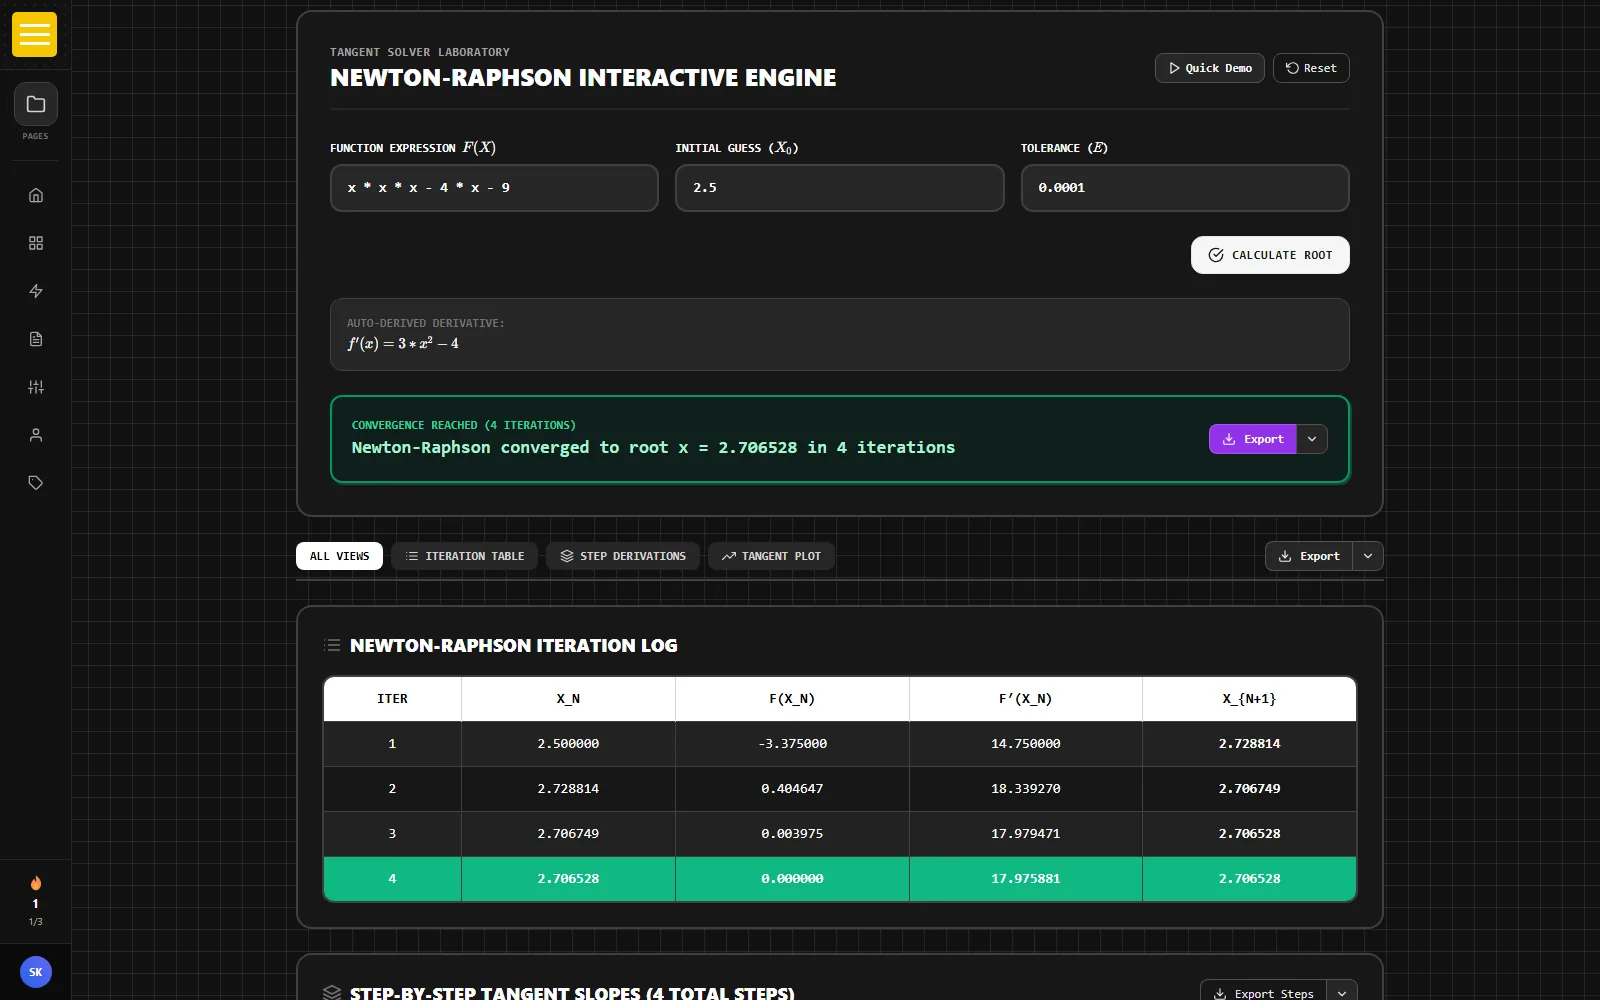 PAGES
1
1/3
SK
TANGENT SOLVER LABORATORY
NEWTON-RAPHSON INTERACTIVE ENGINE
Quick Demo
Reset
FUNCTION EXPRESSION F(X)
INITIAL GUESS (X₀)
TOLERANCE (E)
x * x * x - 4 * x - 9
2.5
0.0001
CALCULATE ROOT
AUTO-DERIVED DERIVATIVE:
f′(x) = 3 * x² − 4
CONVERGENCE REACHED (4 ITERATIONS)
Newton-Raphson converged to root x = 2.706528 in 4 iterations
Export
ALL VIEWS
ITERATION TABLE
STEP DERIVATIONS
TANGENT PLOT
Export
NEWTON-RAPHSON ITERATION LOG
ITER X_N F(X_N) F’(X_N) X_{N+1}
1 2.500000 -3.375000 14.750000 2.728814
2 2.728814 0.404647 18.339270 2.706749
3 2.706749 0.003975 17.979471 2.706528
4 2.706528 0.000000 17.975881 2.706528
STEP-BY-STEP TANGENT SLOPES (4 TOTAL STEPS)
Export Steps